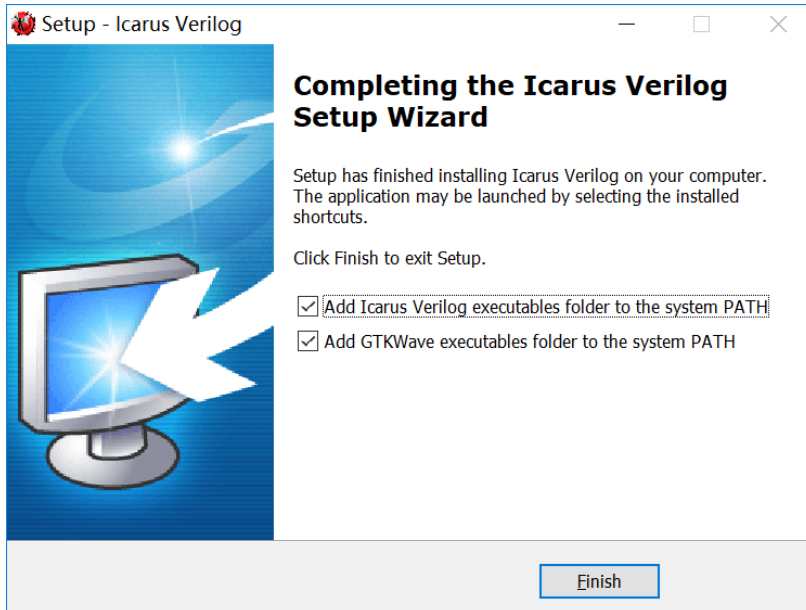 Setup - Icarus Verilog
Completing the Icarus Verilog
Setup Wizard
Setup has finished installing Icarus Verilog on your computer.
The application may be launched by selecting the installed
shortcuts.
Click Finish to exit Setup.
Add Icarus Verilog executables folder to the system PATH
Add GTKWave executables folder to the system PATH
Finish